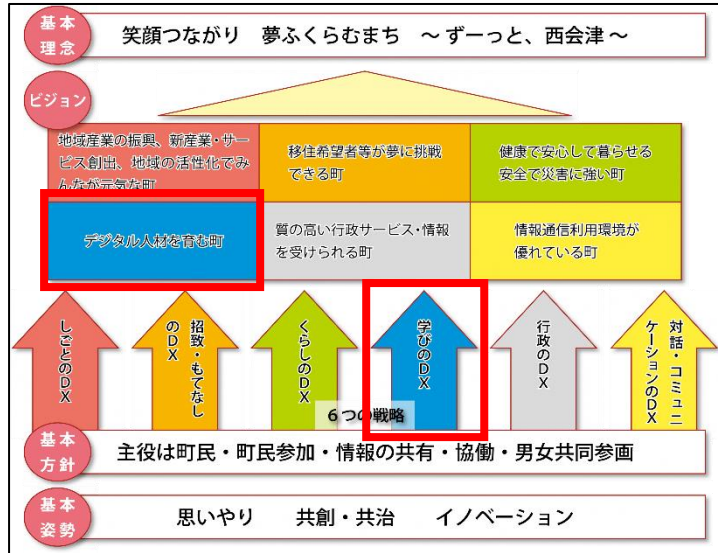 基本
理念
笑顔つながり　夢ふくらむまち　～ ずーっと、西会津 ～
ビジョン
地域産業の振興、新産業・サー
ビス創出、地域の活性化でみ
んなが元気な町
移住希望者等が夢に挑戦
できる町
健康で安心して暮らせる
安全で災害に強い町
デジタル人材を育む町
質の高い行政サービス・情報
を受けられる町
情報通信利用環境が
優れている町
しごとのDX
招致・もてなし
のDX
くらしのDX
学びのDX
行政のDX
対話・コミュニ
ケーションのDX
６つの戦略
基本
方針
主役は町民・町民参加・情報の共有・協働・男女共同参画
基本
姿勢
思いやり　　共創・共治　　イノベーション